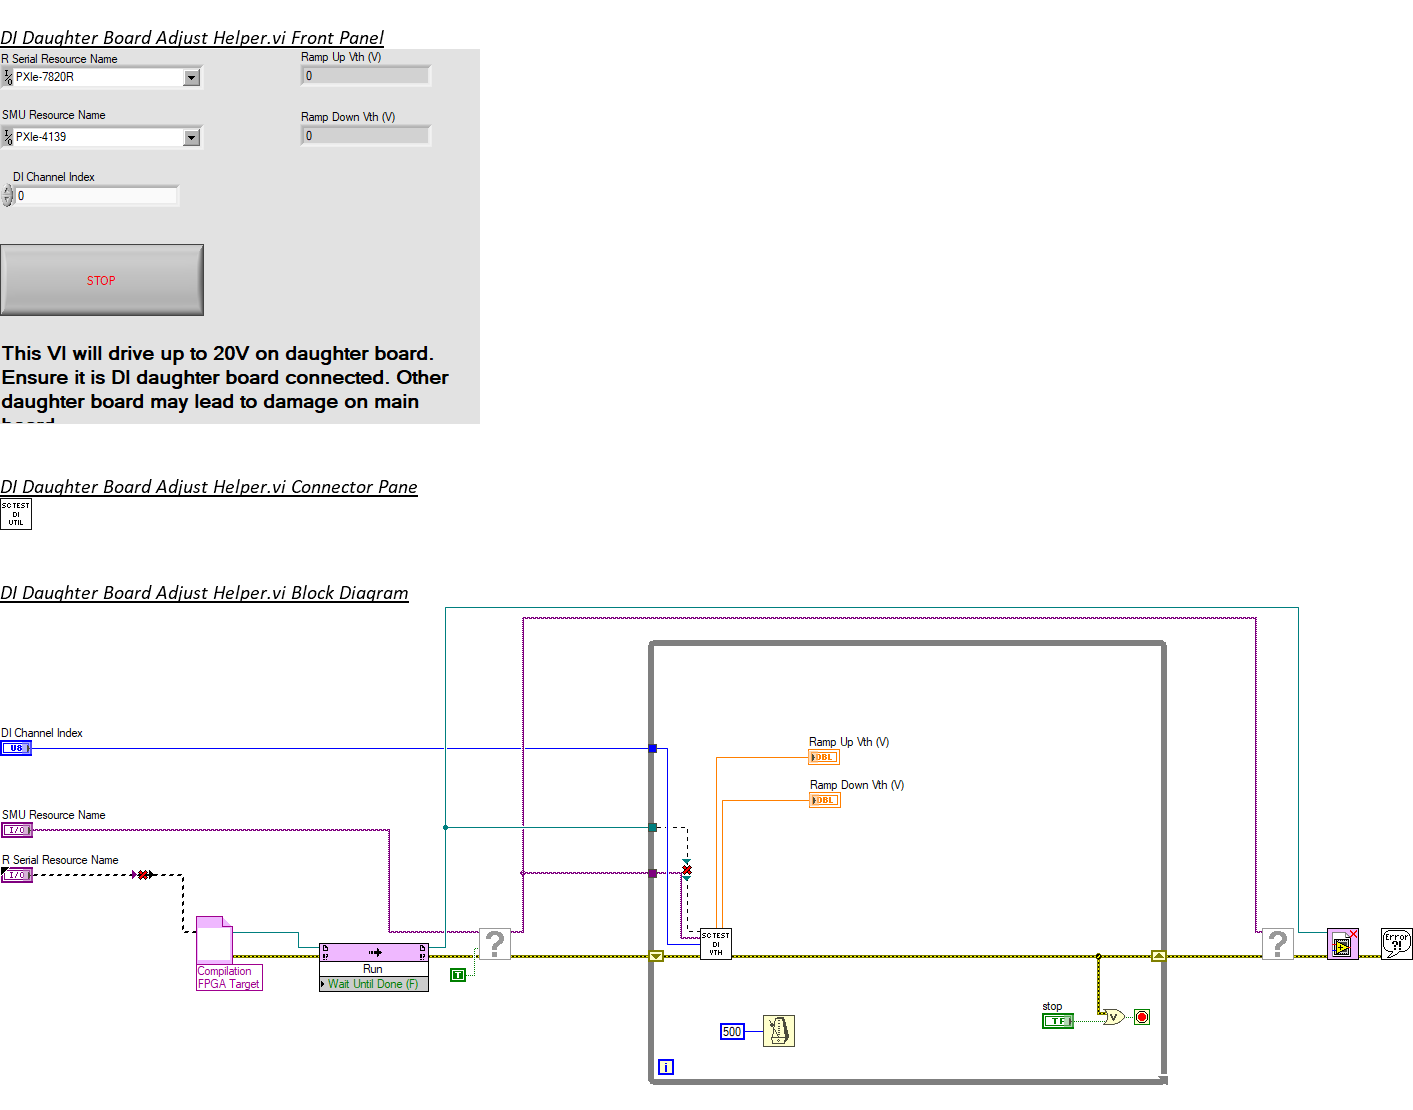 DI Daughter Board Adjust Helper.vi Front Panel
R Serial Resource Name
PXIe-7820R
Ramp Up Vth (V)
0
SMU Resource Name
PXIe-4139
Ramp Down Vth (V)
0
DI Channel Index
0
STOP
This VI will drive up to 20V on daughter board.
Ensure it is DI daughter board connected. Other
daughter board may lead to damage on main
DI Daughter Board Adjust Helper.vi Connector Pane
SC TEST
DI
UTIL
DI Daughter Board Adjust Helper.vi Block Diagram
DI Channel Index
U8
SMU Resource Name
I/O
R Serial Resource Name
I/O
Compilation
FPGA Target
Run
Wait Until Done (F)
T
?
Ramp Up Vth (V)
DBL
Ramp Down Vth (V)
DBL
SC TEST
DI
VTH
500
i
stop
TF
V
?
Error
?!